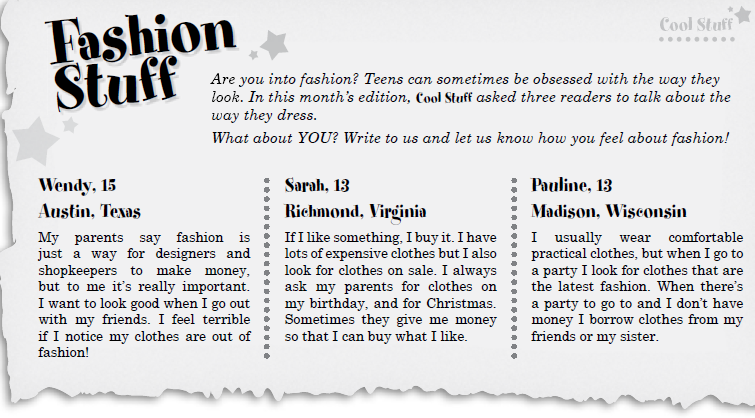 Fashion
Stuff
Cool Stuff
Are you into fashion? Teens can sometimes be obsessed with the way they
look. In this month's edition, Cool Stuff asked three readers to talk about the
way they dress.
What about YOU? Write to us and let us know how you feel about fashion!
Wendy, 15
Austin, Texas
My parents say fashion is
just a way for designers and
shopkeepers to make money,
but to me it's really important.
I want to look good when I go out
with my friends. I feel terrible
if I notice my clothes are out of
fashion!
Sarah, 13
Richmond, Virginia
If I like something, I buy it. I have
lots of expensive clothes but I also
look for clothes on sale. I always
ask my parents for clothes on
my birthday, and for Christmas.
Sometimes they give me money
so that I can buy what I like.
Pauline, 13
Madison, Wisconsin
I usually wear comfortable
practical clothes, but when I go to
a party I look for clothes that are
the latest fashion. When there's
a party to go to and I don't have
money I borrow clothes from my
friends or my sister.